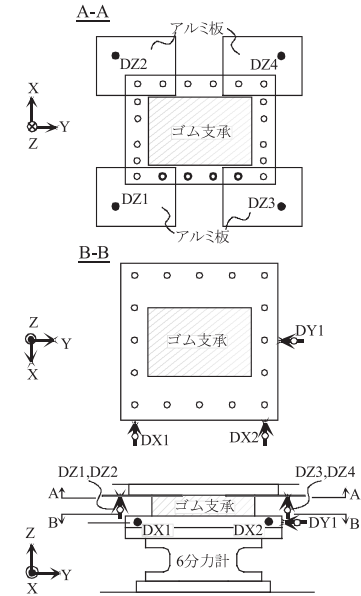 A-A
アルミ板
DZ2
DZ4
X
Y
Z
ゴム支承
DZ1
DZ3
アルミ板
B-B
Z
Y
X
ゴム支承
DY1
DX1
DX2
DZ1,DZ2
DZ3,DZ4
A
A
ゴム支承
B
B
DX1
DX2
DY1
Z
Y
X
6分力計